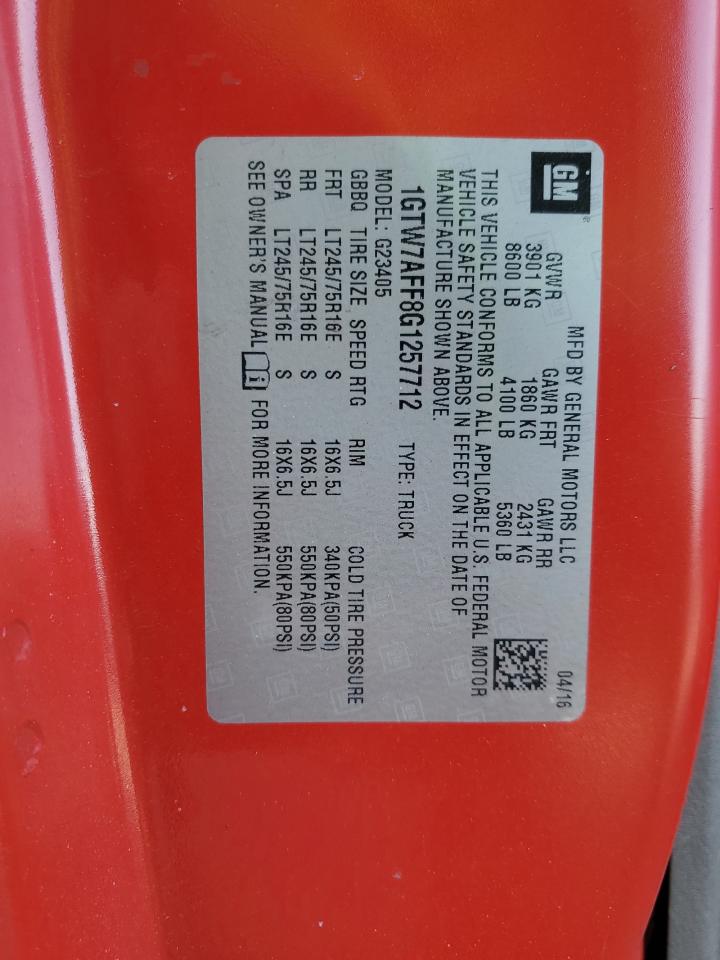 GM
MFD BY GENERAL MOTORS LLC 04/16
GVWR GAWR FRT GAWR RR
3901 KG 1860 KG 2431 KG
8600 LB 4100 LB 5360 LB
THIS VEHICLE CONFORMS TO ALL APPLICABLE U.S. FEDERAL MOTOR
VEHICLE SAFETY STANDARDS IN EFFECT ON THE DATE OF
MANUFACTURE SHOWN ABOVE.
1GTW7AFF8G1257712 TYPE: TRUCK
MODEL: G23405
GBBQ TIRE SIZE SPEED RTG RIM COLD TIRE PRESSURE
FRT LT245/75R16E S 16X6.5J 340KPA(50PSI)
RR LT245/75R16E S 16X6.5J 550KPA(80PSI)
SPA LT245/75R16E S 16X6.5J 550KPA(80PSI)
SEE OWNER'S MANUAL i FOR MORE INFORMATION.